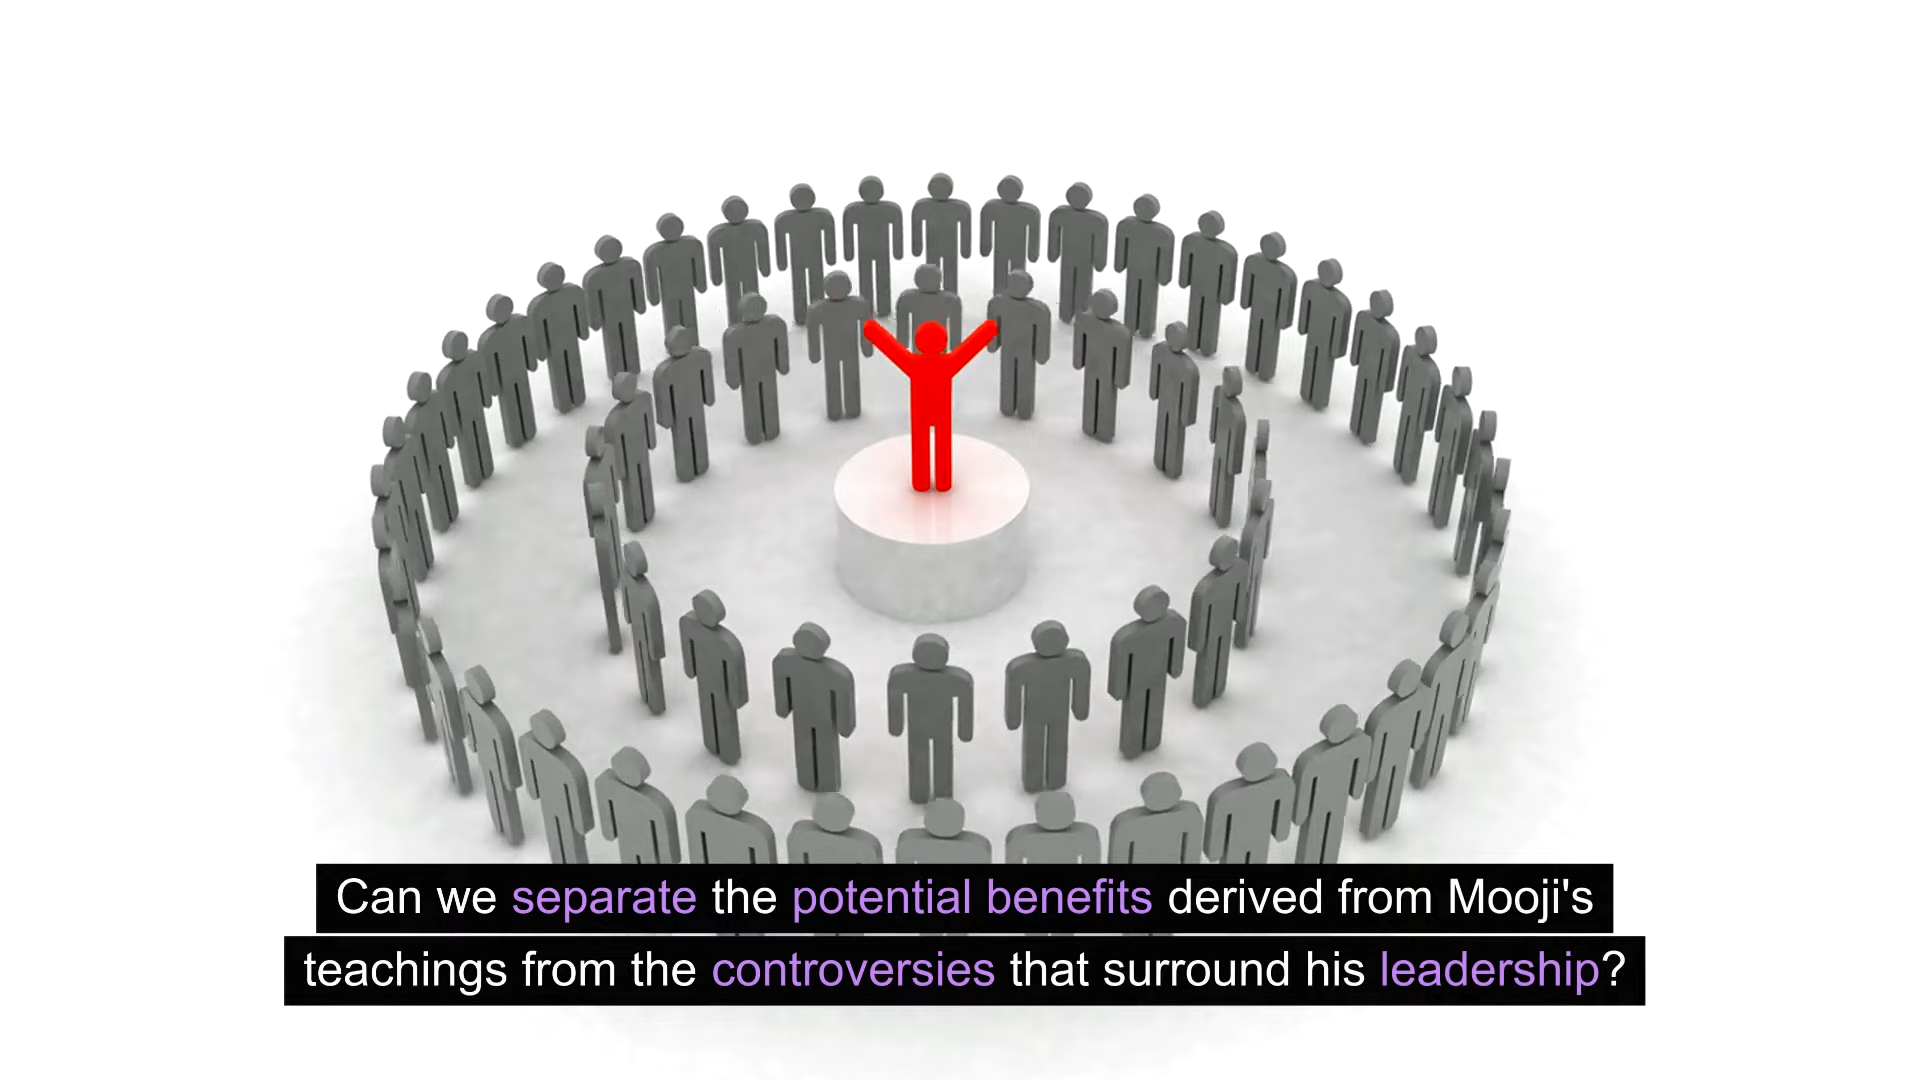 Can we separate the potential benefits derived from Mooji's
teachings from the controversies that surround his leadership?